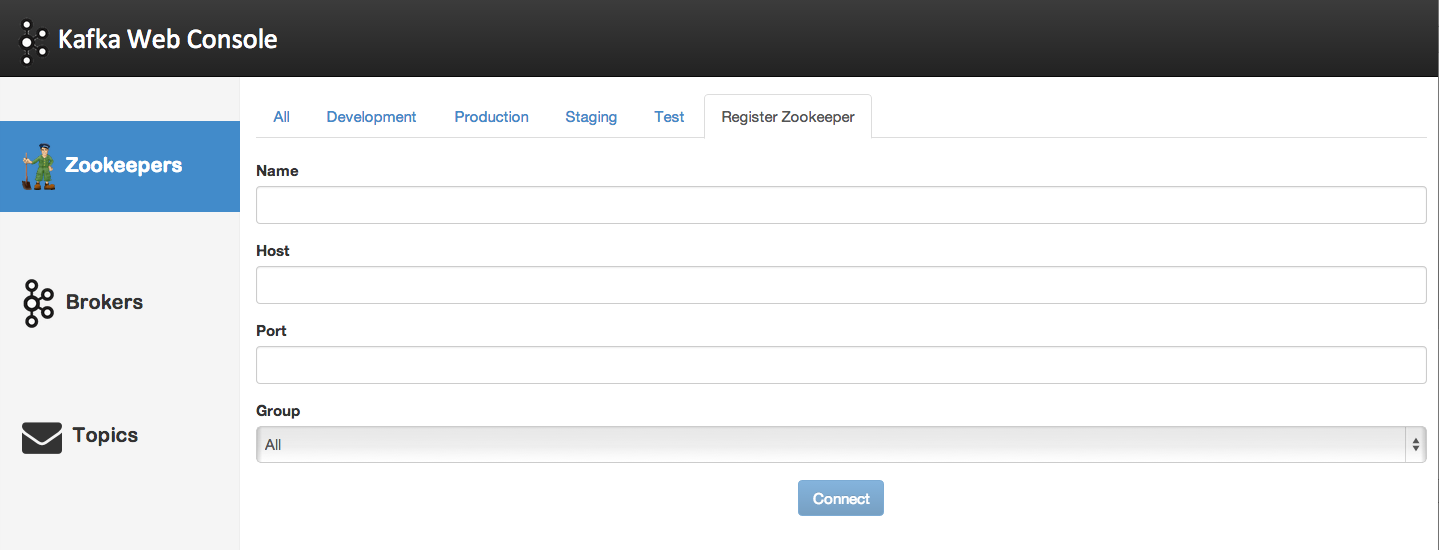 Kafka Web Console
Zookeepers
Brokers
Topics
All Development Production Staging Test Register Zookeeper
Name
Host
Port
Group
All
Connect